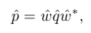 p̂ = ŵq̂ŵ*,